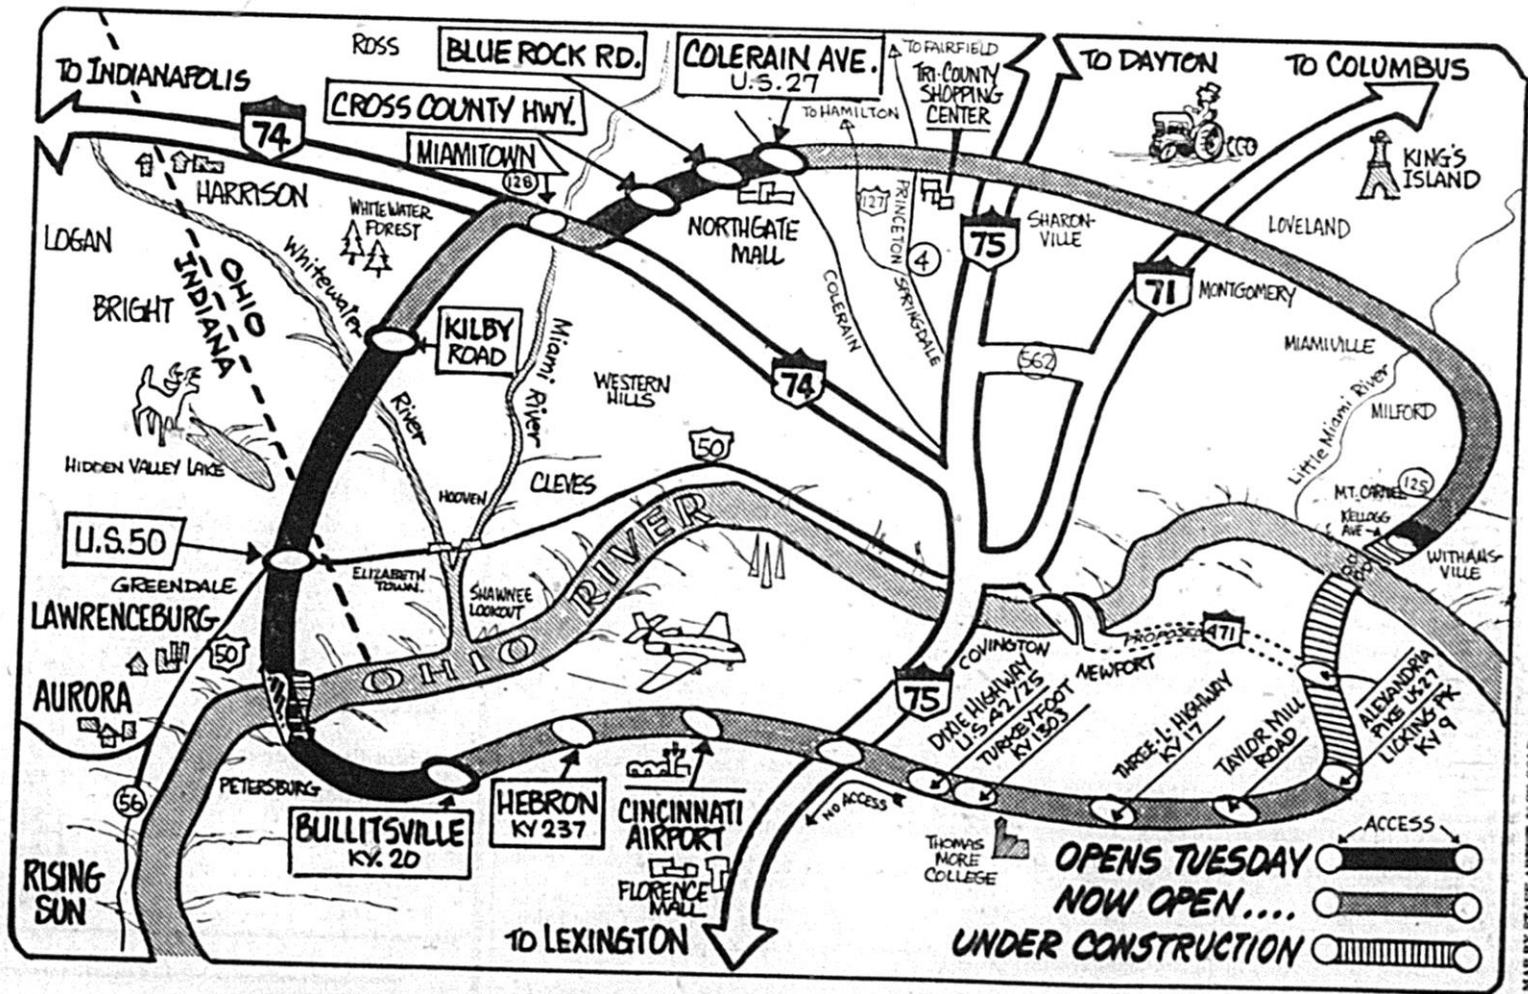 ROSS
BLUE ROCK RD.
COLERAIN AVE.
U.S. 27
TO FAIRFIELD
TRI-COUNTY
SHOPPING
CENTER
TO DAYTON
TO COLUMBUS
TO INDIANAPOLIS
74
CROSS COUNTY HWY.
TO HAMILTON
MIAMITOWN
128
KING'S
ISLAND
HARRISON
WHITEWATER
FOREST
NORTHGATE
MALL
127
PRINCETON
4
SPRINGDALE
75
SHARON-
VILLE
LOVELAND
LOGAN
Whitewater
River
OHIO
INDIANA
BRIGHT
COLERAIN
71
MONTGOMERY
KILBY
ROAD
Miami River
562
MIAMIVILLE
74
WESTERN
HILLS
Little Miami River
MILFORD
HIDDEN VALLEY LAKE
50
HOOVEN
CLEVES
MT. CARMEL
125
KELLOGG
AVE
U.S. 50
WITHAMS-
VILLE
GREENDALE
ELIZABETH
TOWN
SHAWNEE
LOOKOUT
OHIO RIVER
LAWRENCEBURG
50
PROPOSED
471
COVINGTON
NEWPORT
AURORA
75
DIXIE HIGHWAY
U.S. 42/25
TURKEYFOOT
KY 1303
THREE-L-HIGHWAY
KY 17
TAYLOR MILL
ROAD
ALEXANDRIA
PIKE US 27
LICKING PK
KY 9
PETERSBURG
56
BULLITSVILLE
KY. 20
HEBRON
KY 237
CINCINNATI
AIRPORT
NO ACCESS
FLORENCE
MALL
THOMAS
MORE
COLLEGE
RISING
SUN
TO LEXINGTON
ACCESS
OPENS TUESDAY
NOW OPEN....
UNDER CONSTRUCTION